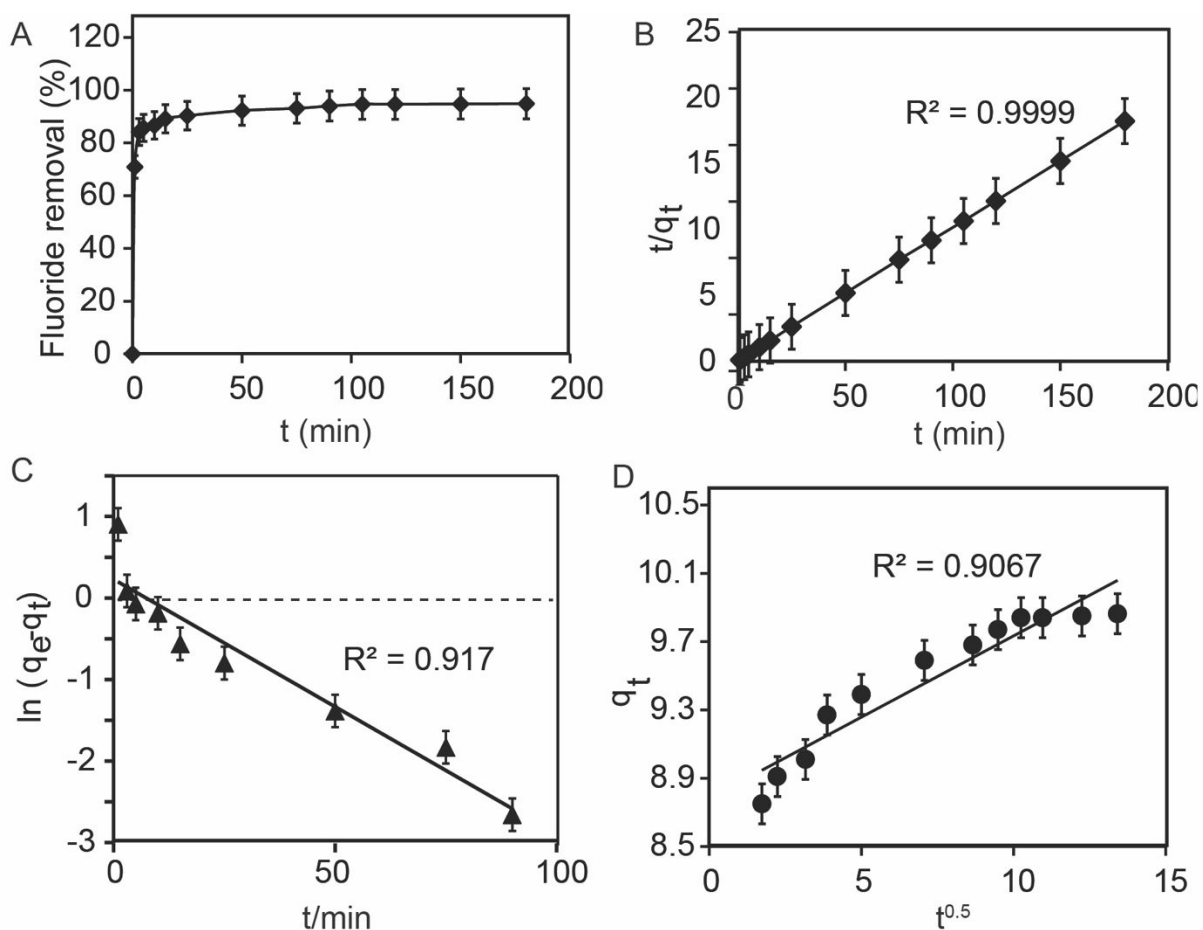 A
Fluoride removal (%)
120
100
80
60
40
20
0
0
50
100
150
200
t (min)
B
t/qt
25
20
15
10
5
0
R² = 0.9999
0
50
100
150
200
t (min)
C
ln (qe-qt)
1
0
-1
-2
-3
R² = 0.917
0
50
100
t/min
D
qt
10.5
10.1
9.7
9.3
8.9
8.5
R² = 0.9067
0
5
10
15
t0.5